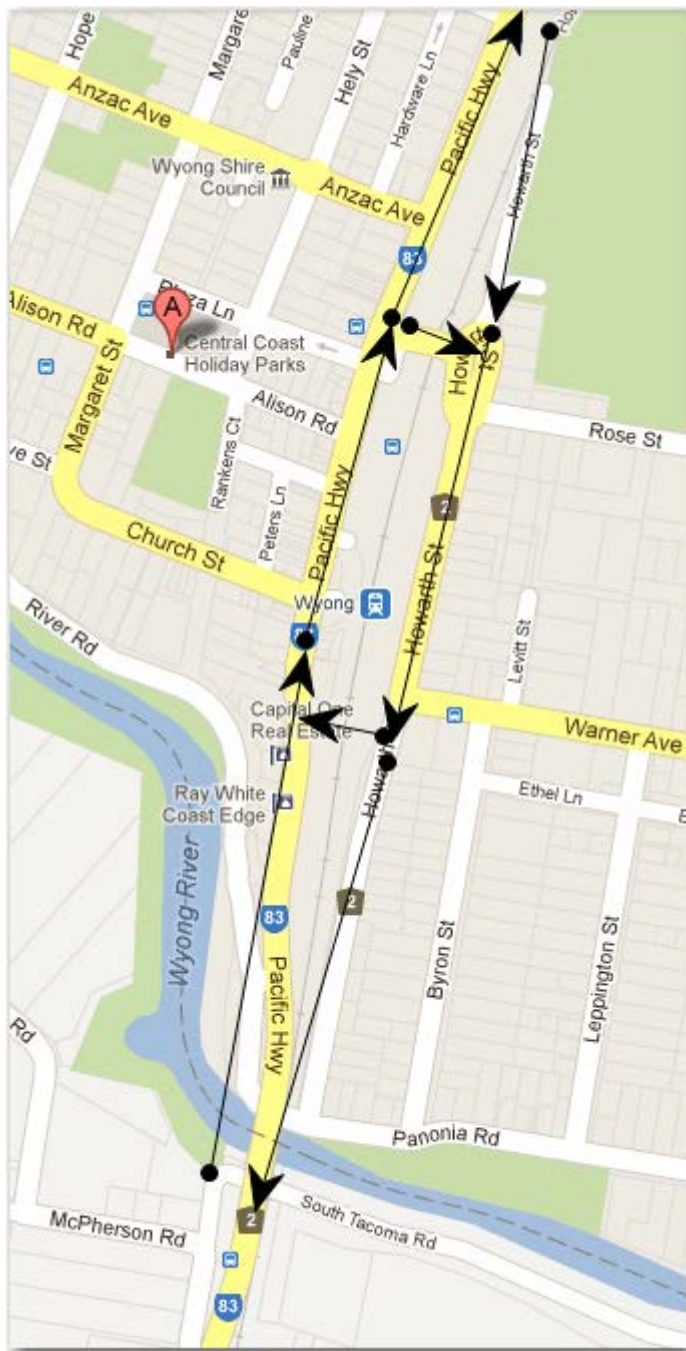 Hope
Margare
Pauline
Hely St
Hardware Ln
Pacific Hwy
Howarth St
Anzac Ave
Wyong Shire
Council
Anzac Ave
83
Plaza Ln
A
Alison Rd
Central Coast
Holiday Parks
Margaret St
Alison Rd
Rose St
ve St
Rankens Ct
Peters Ln
Pacific Hwy
2
Howarth St
Church St
Wyong
River Rd
Levitt St
Capital One
Real Estate
Warner Ave
Ray White
Coast Edge
Howarth
Ethel Ln
E
Wyong River
2
83
Byron St
Leppington St
Pacific Hwy
Rd
Panonia Rd
McPherson Rd
2
South Tacoma Rd
83